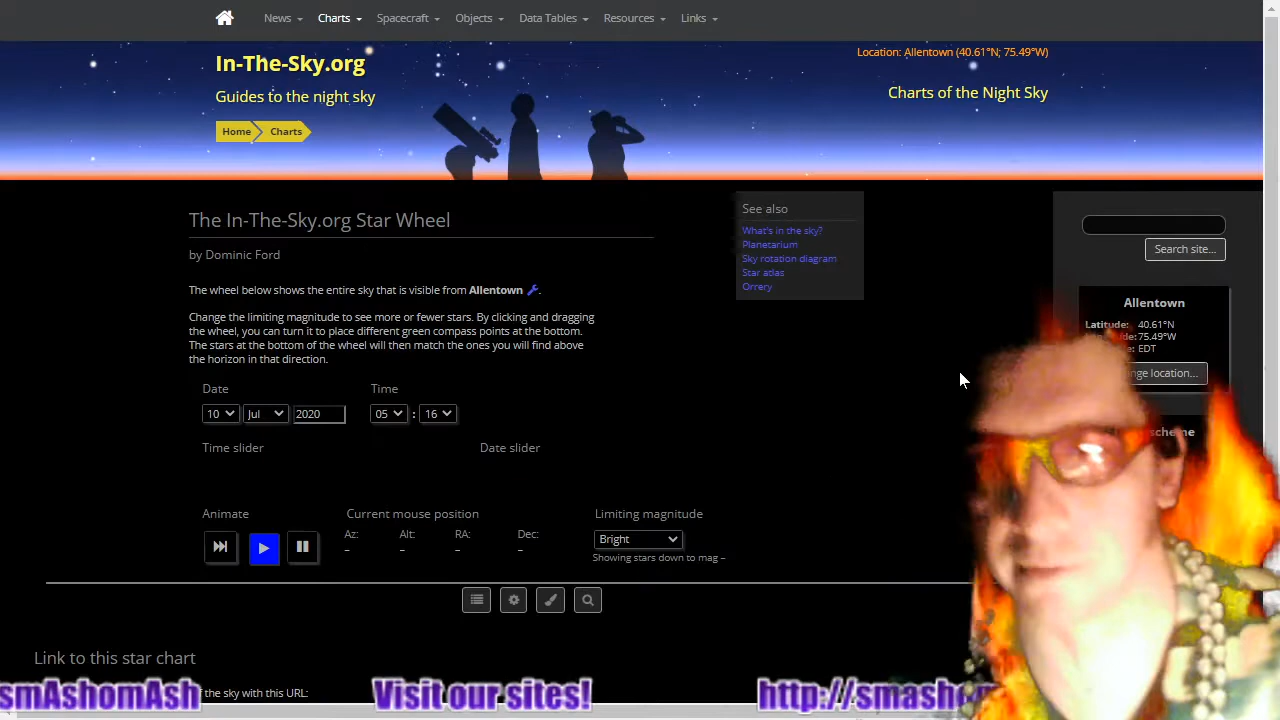 News
Charts
Spacecraft
Objects
Data Tables
Resources
Links
In-The-Sky.org
Location: Allentown (40.61°N; 75.49°W)
Guides to the night sky
Charts of the Night Sky
Home
Charts
The In-The-Sky.org Star Wheel
by Dominic Ford
The wheel below shows the entire sky that is visible from Allentown .
Change the limiting magnitude to see more or fewer stars. By clicking and dragging
the wheel, you can turn it to place different green compass points at the bottom.
The stars at the bottom of the wheel will then match the ones you will find above
the horizon in that direction.
See also
What's in the sky?
Planetarium
Sky rotation diagram
Star atlas
Orrery
Search site...
Allentown
Latitude: 40.61°N
75.49°W
EDT
location...
Date
Time
10 Jul 2020
05 : 16
Time slider
Date slider
Animate
Current mouse position
Limiting magnitude
Az: Alt: RA: Dec:
– – – –
Bright
Showing stars down to mag –
Link to this star chart
f the sky with this URL:
smAshomAsh
Visit our sites!
http://smashom